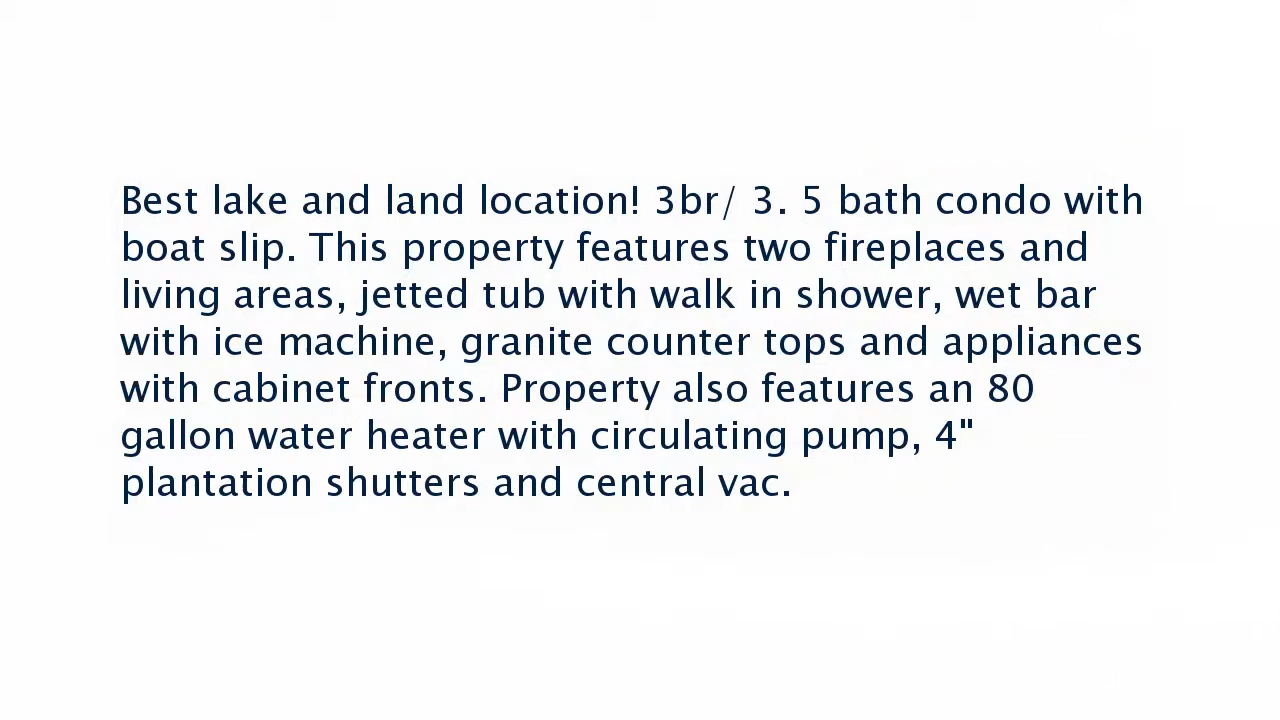 Best lake and land location! 3br/ 3. 5 bath condo with
boat slip. This property features two fireplaces and
living areas, jetted tub with walk in shower, wet bar
with ice machine, granite counter tops and appliances
with cabinet fronts. Property also features an 80
gallon water heater with circulating pump, 4"
plantation shutters and central vac.